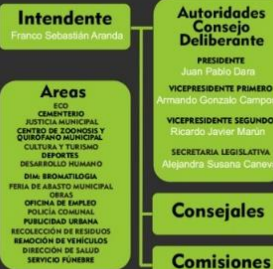 Intendente
Franco Sebastián Aranda
Areas
ECO
CEMENTERIO
JUSTICIA MUNICIPAL
CENTRO DE ZOONOSIS Y
QUIRÓFANO MUNICIPAL
CULTURA Y TURISMO
DEPORTES
DESARROLLO HUMANO
DIM: BROMATILOGIA
FERIA DE ABASTO MUNICIPAL
OBRAS
OFICINA DE EMPLEO
POLICÍA COMUNAL
PUBLICIDAD URBANA
RECOLECCIÓN DE RESIDUOS
REMOCIÓN DE VEHÍCULOS
DIRECCIÓN DE SALUD
SERVICIO FÚNEBRE
Autoridades
Consejo
Deliberante
PRESIDENTE
Juan Pablo Dara
VICEPRESIDENTE PRIMERO
Armando Gonzalo Campo
VICEPRESIDENTE SEGUNDO
Ricardo Javier Marún
SECRETARIA LEGISLATIVA
Alejandra Susana Canev
Consejales
Comisiones